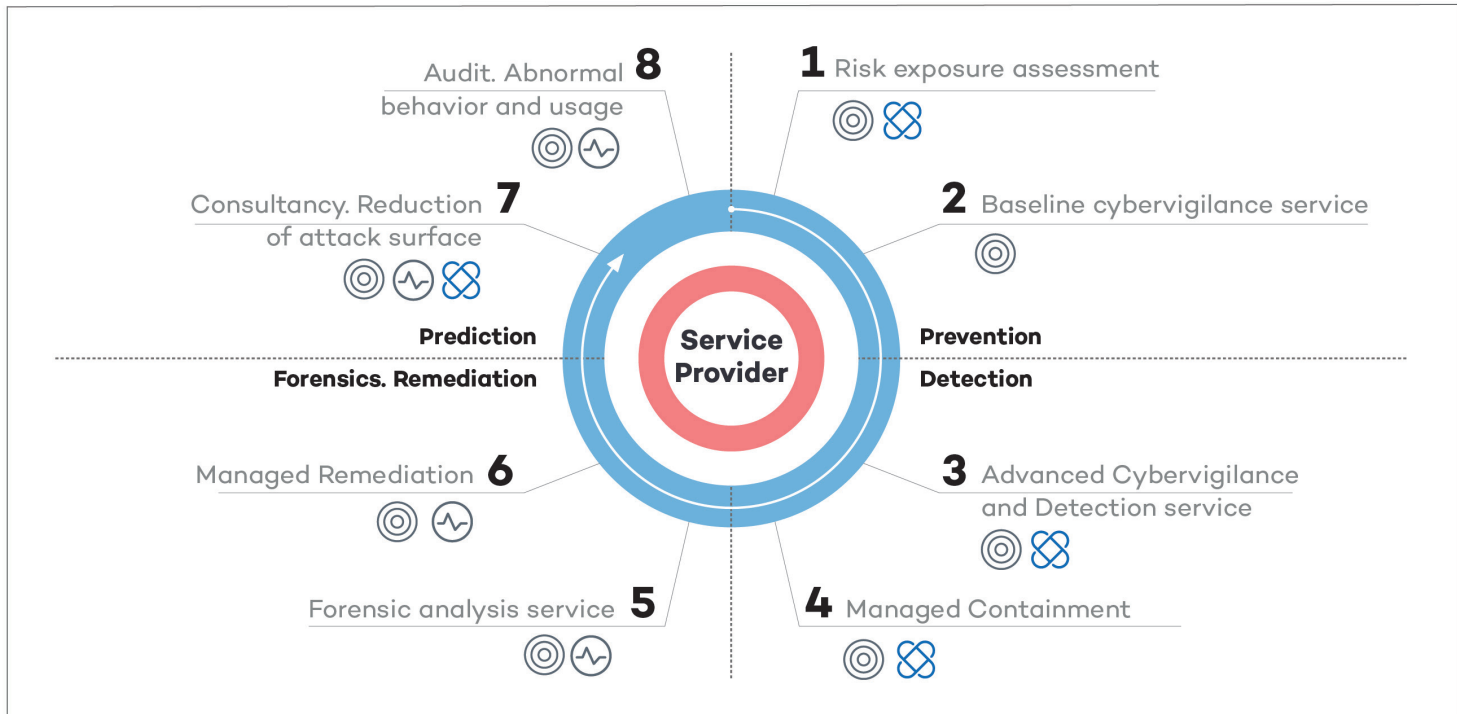 1 Risk exposure assessment
2 Baseline cybervigilance service
Prevention
Detection
3 Advanced Cybervigilance
and Detection service
4 Managed Containment
Forensic analysis service 5
Managed Remediation 6
Forensics. Remediation
Prediction
Consultancy. Reduction 7
of attack surface
Audit. Abnormal 8
behavior and usage
Service
Provider